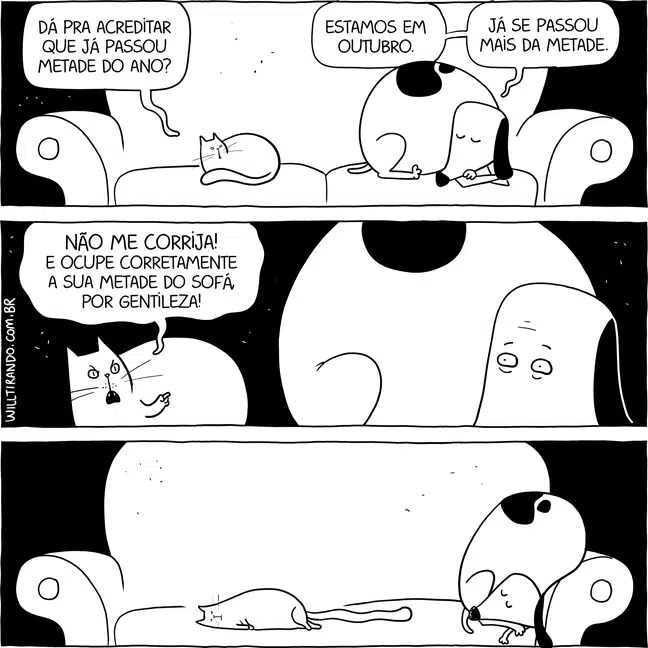 DÁ PRA ACREDITAR
QUE JÁ PASSOU
METADE DO ANO?
ESTAMOS EM
OUTUBRO.
JÁ SE PASSOU
MAIS DA METADE.
NÃO ME CORRIJA!
E OCUPE CORRETAMENTE
A SUA METADE DO SOFÁ,
POR GENTILEZA!
WILLTIRANDO.COM.BR